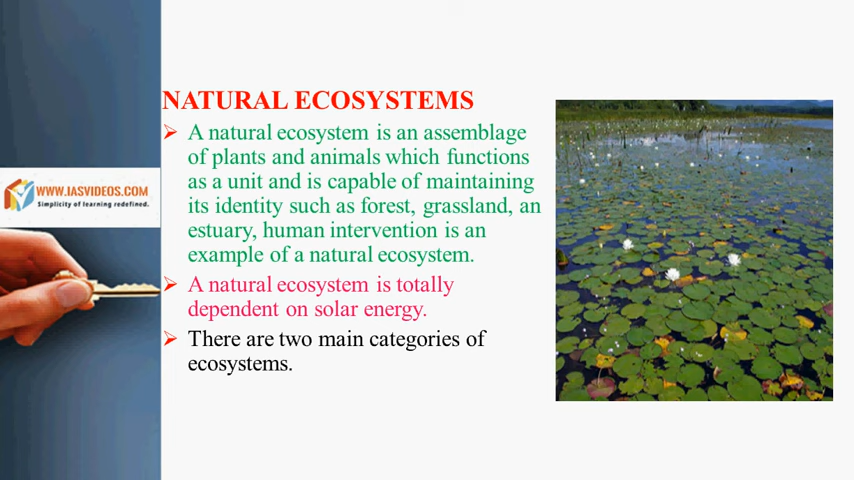 NATURAL ECOSYSTEMS
➢ A natural ecosystem is an assemblage
of plants and animals which functions
as a unit and is capable of maintaining
its identity such as forest, grassland, an
estuary, human intervention is an
example of a natural ecosystem.
➢ A natural ecosystem is totally
dependent on solar energy.
➢ There are two main categories of
ecosystems.
WWW.IASVIDEOS.COM
Simplicity of learning redefined.